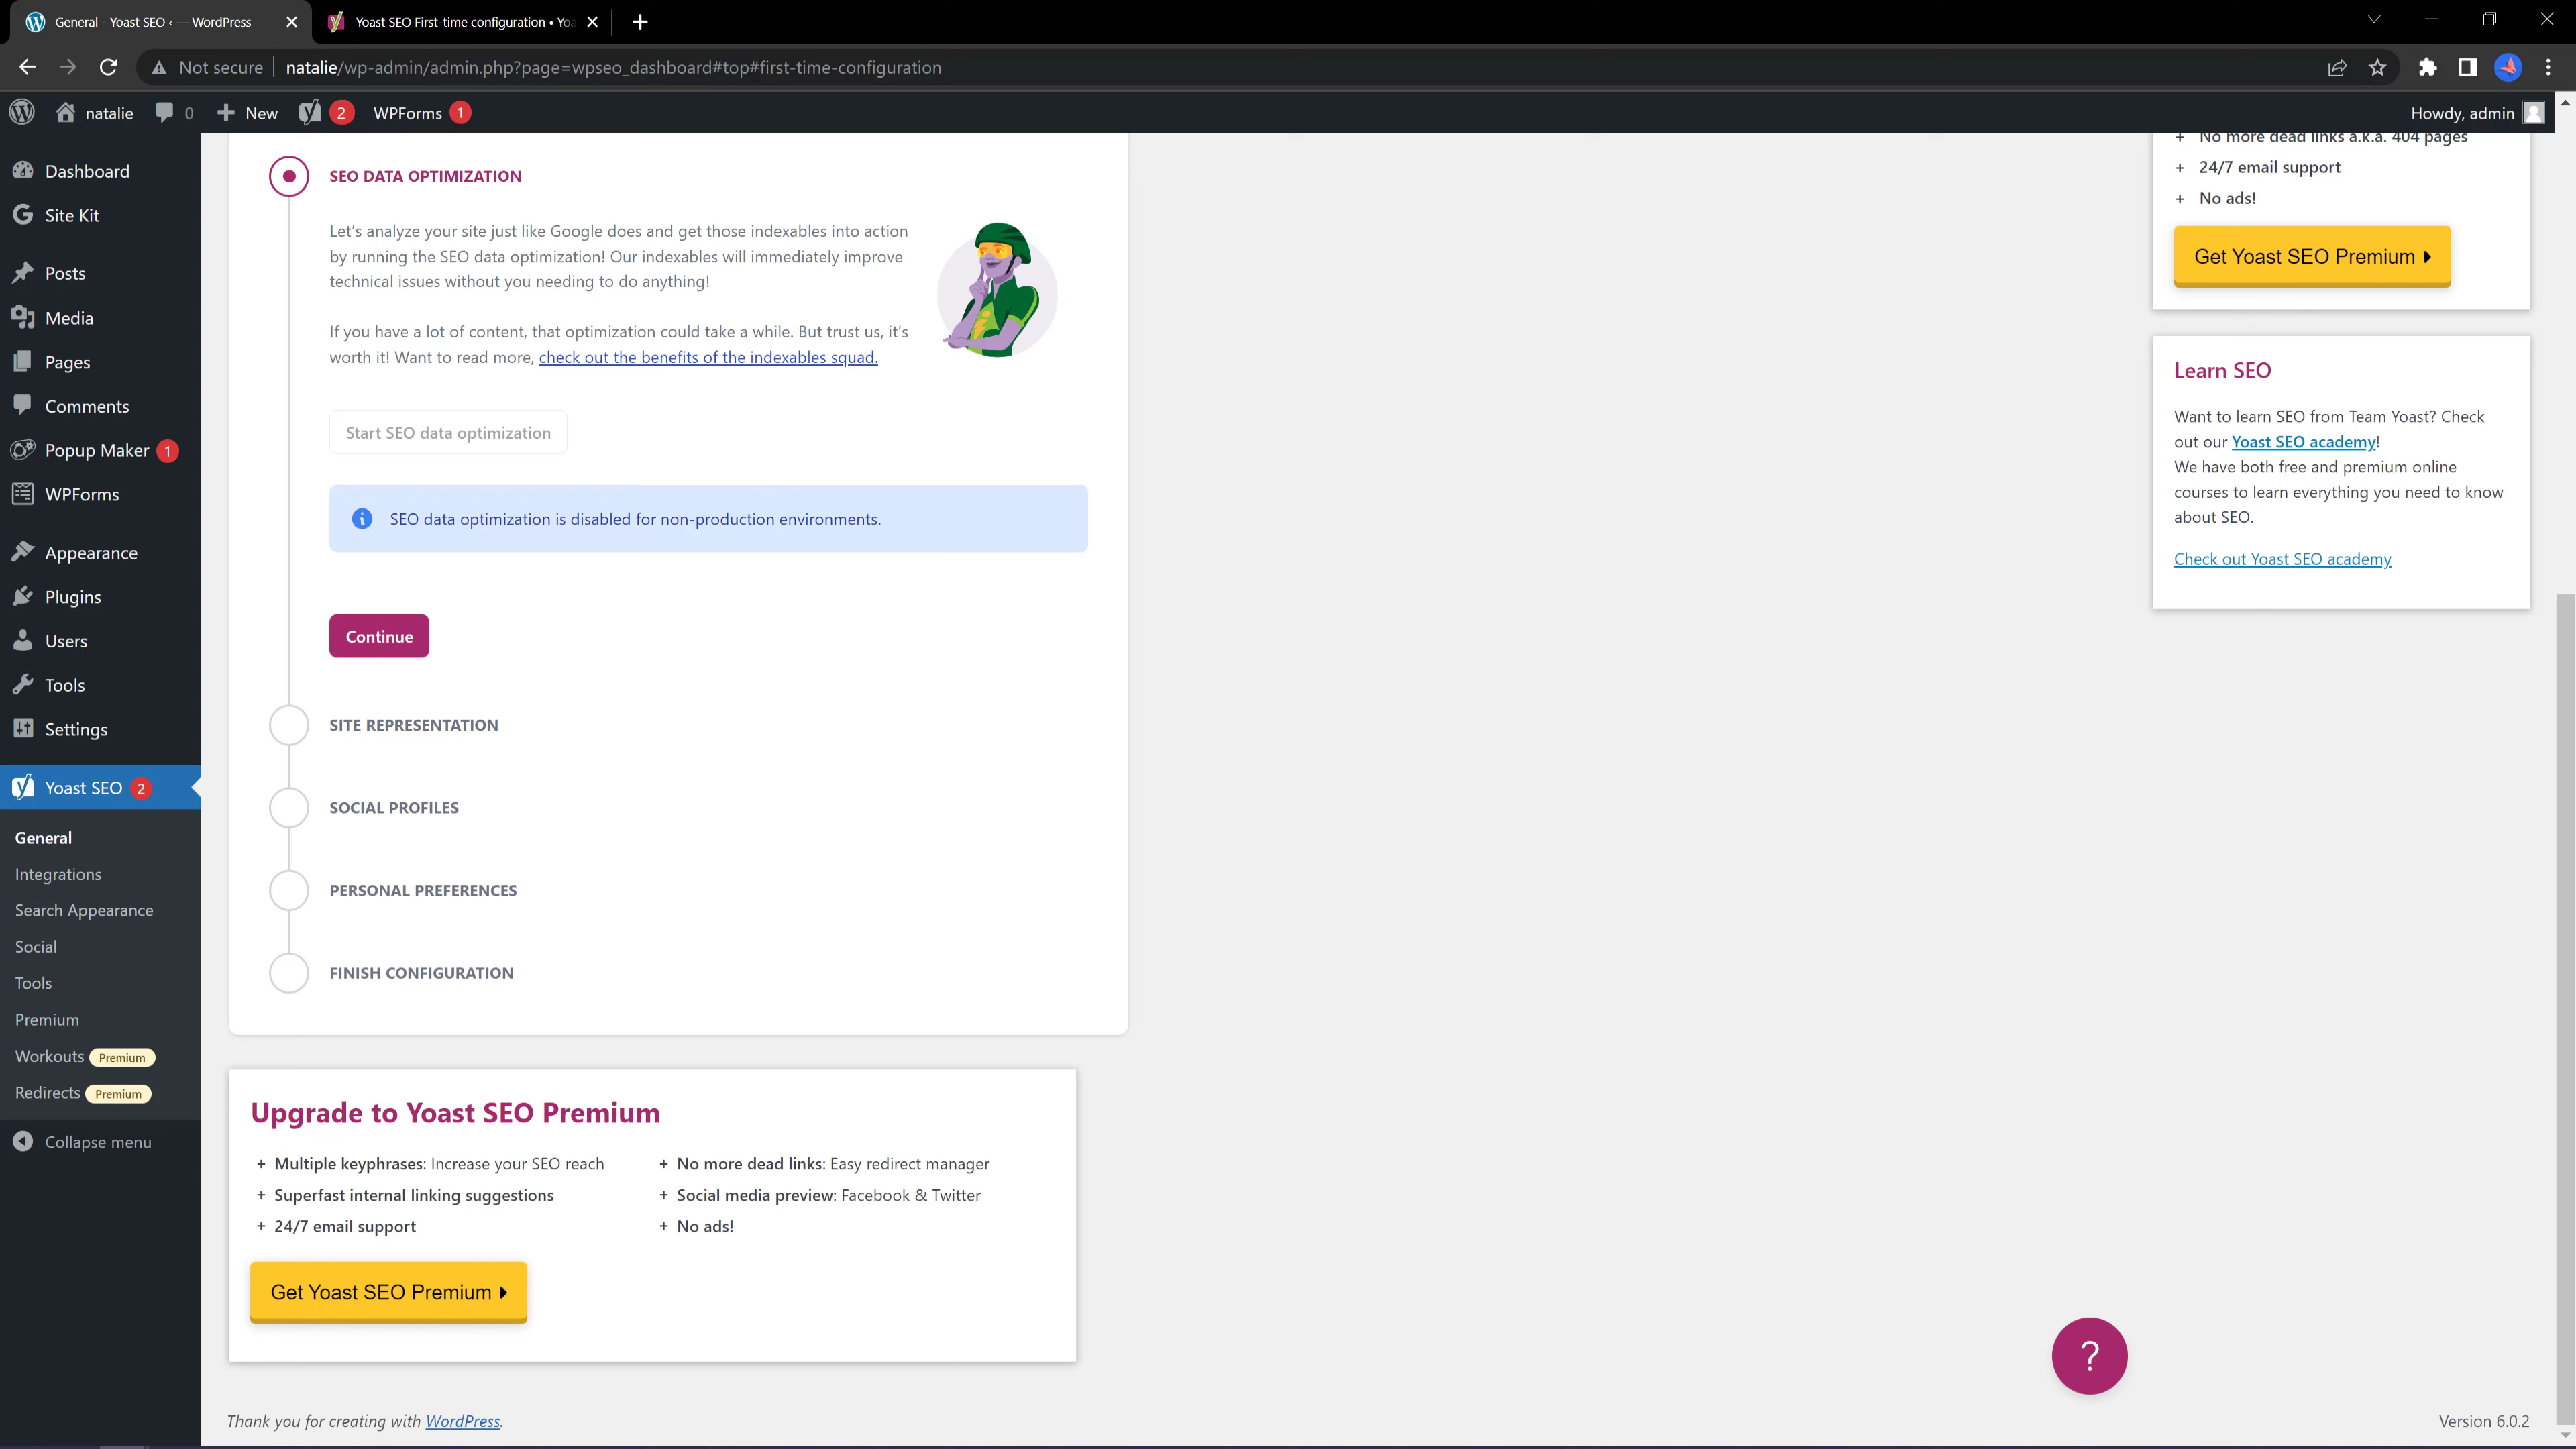 General - Yoast SEO ‹ — WordPress
Yoast SEO First-time configuration • Yoa
Not secure
natalie/wp-admin/admin.php?page=wpseo_dashboard#top#first-time-configuration
natalie
0
New
2
WPForms 1
Howdy, admin
Dashboard
Site Kit
Posts
Media
Pages
Comments
Popup Maker 1
WPForms
Appearance
Plugins
Users
Tools
Settings
Yoast SEO 2
General
Integrations
Search Appearance
Social
Tools
Premium
Workouts Premium
Redirects Premium
Collapse menu
SEO DATA OPTIMIZATION
Let's analyze your site just like Google does and get those indexables into action
by running the SEO data optimization! Our indexables will immediately improve
technical issues without you needing to do anything!
If you have a lot of content, that optimization could take a while. But trust us, it's
worth it! Want to read more, check out the benefits of the indexables squad.
Start SEO data optimization
SEO data optimization is disabled for non-production environments.
Continue
SITE REPRESENTATION
SOCIAL PROFILES
PERSONAL PREFERENCES
FINISH CONFIGURATION
Upgrade to Yoast SEO Premium
+ Multiple keyphrases: Increase your SEO reach
+ Superfast internal linking suggestions
+ 24/7 email support
+ No more dead links: Easy redirect manager
+ Social media preview: Facebook & Twitter
+ No ads!
Get Yoast SEO Premium
+ No more dead links a.k.a. 404 pages
+ 24/7 email support
+ No ads!
Get Yoast SEO Premium
Learn SEO
Want to learn SEO from Team Yoast? Check
out our Yoast SEO academy!
We have both free and premium online
courses to learn everything you need to know
about SEO.
Check out Yoast SEO academy
?
Thank you for creating with WordPress.
Version 6.0.2